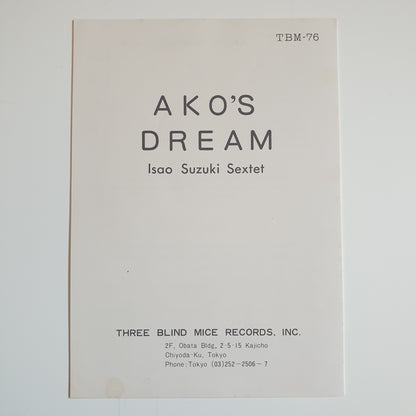 TBM-76
AKO'S
DREAM
Isao Suzuki Sextet
THREE BLIND MICE RECORDS, INC.
2F, Obata Bldg, 2-5-15 Kajicho
Chiyoda-Ku, Tokyo
Phone: Tokyo (03)252-2506-7